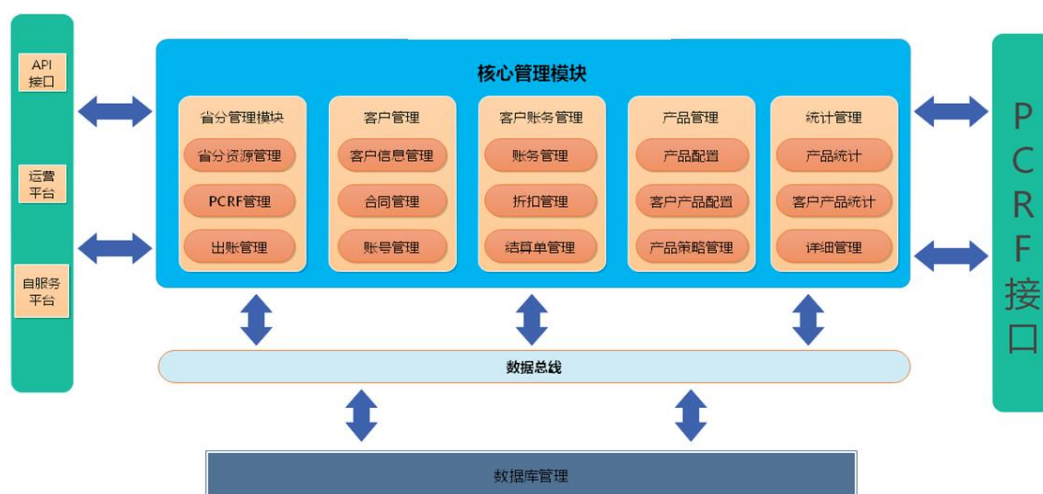 API
接口
运营
平台
自服务
平台
核心管理模块
省分管理模块
省分资源管理
PCRF管理
出账管理
客户管理
客户信息管理
合同管理
账号管理
客户账务管理
账务管理
折扣管理
结算单管理
产品管理
产品配置
客户产品配置
产品策略管理
统计管理
产品统计
客户产品统计
详细管理
P
C
R
F
接
口
数据总线
数据库管理